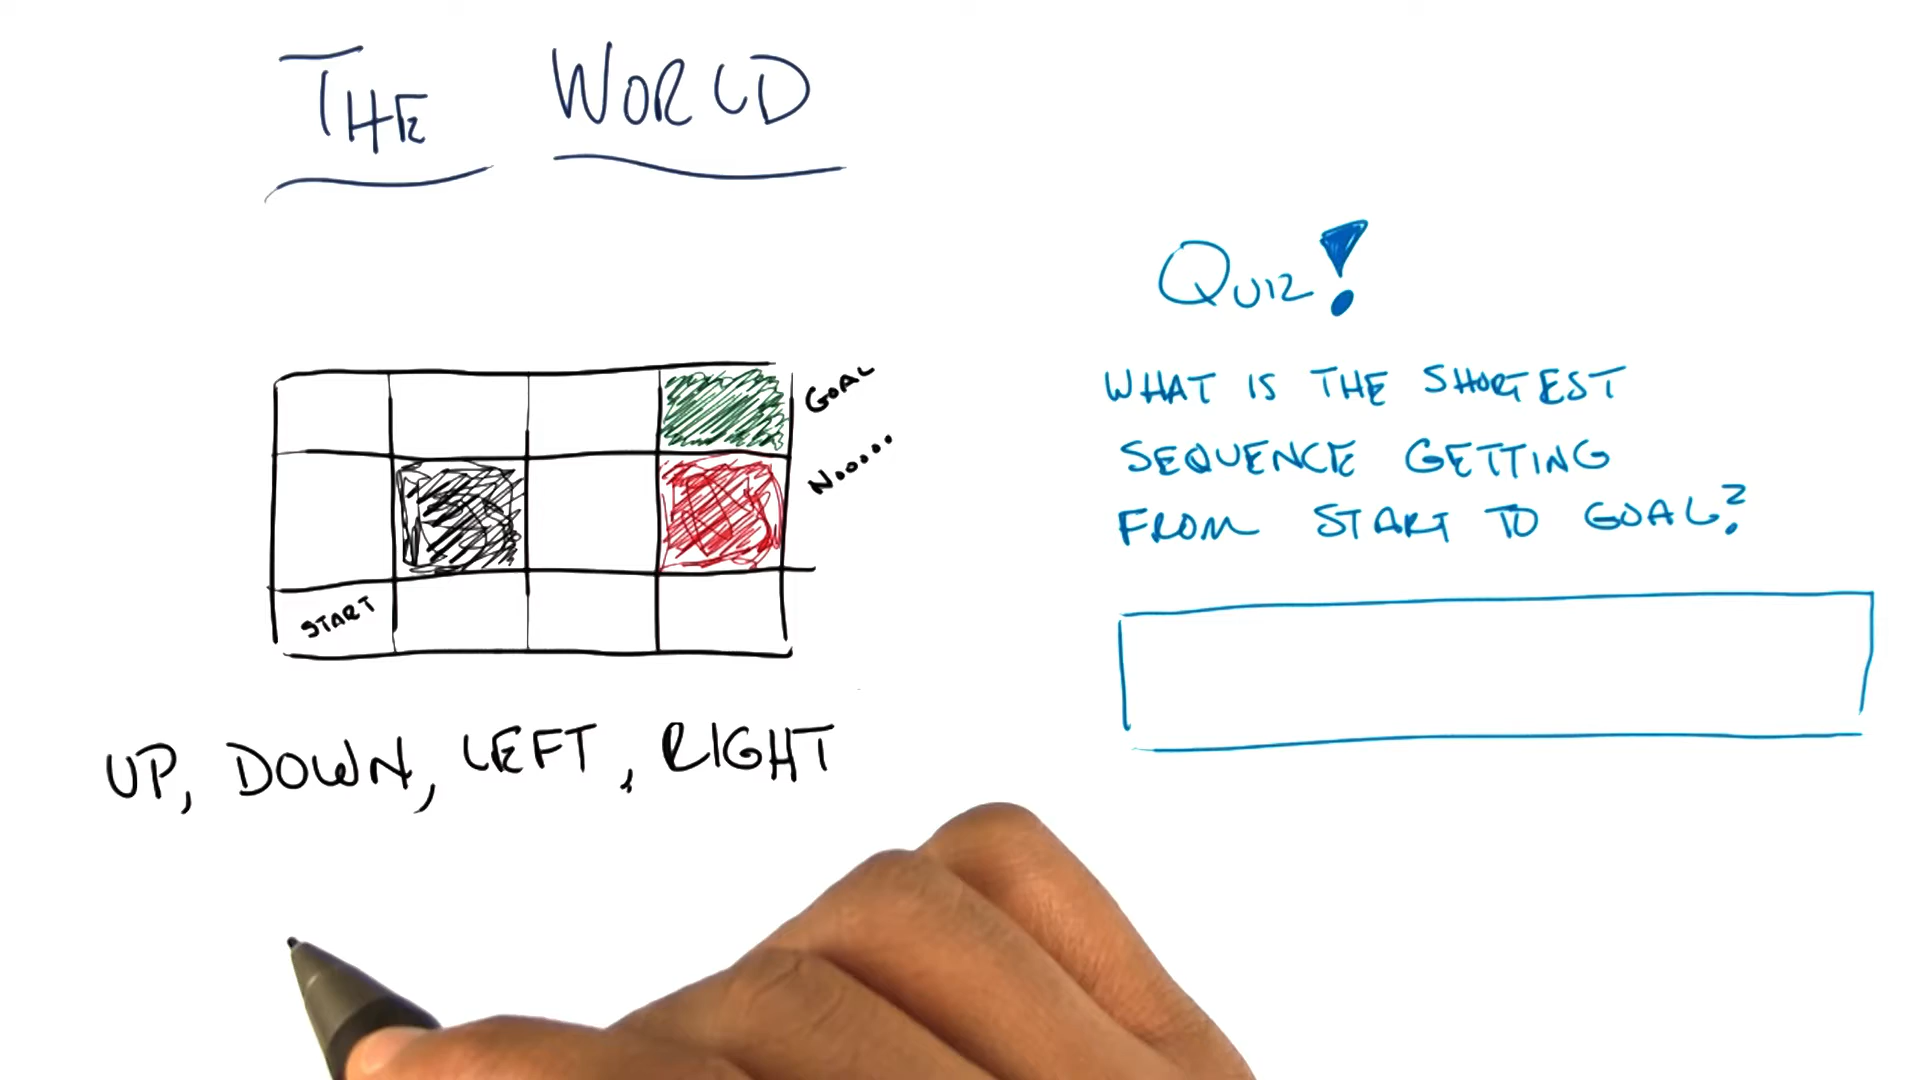 THE WORLD
QUIZ!
WHAT IS THE SHORTEST
SEQUENCE GETTING
FROM START TO GOAL?
GOAL
NOOOO...
START
UP, DOWN, LEFT, RIGHT